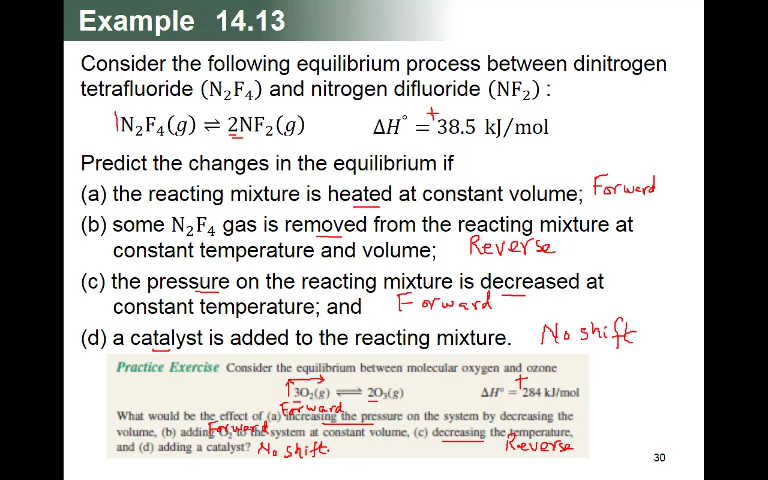 Example 14.13
Consider the following equilibrium process between dinitrogen
tetrafluoride (N₂F₄) and nitrogen difluoride (NF₂) :
1N₂F₄(g) ⇌ 2NF₂(g) ΔH° = +38.5 kJ/mol
Predict the changes in the equilibrium if
(a) the reacting mixture is heated at constant volume; Forward
(b) some N₂F₄ gas is removed from the reacting mixture at
constant temperature and volume; Reverse
(c) the pressure on the reacting mixture is decreased at
constant temperature; and Forward
(d) a catalyst is added to the reacting mixture. No shift
Practice Exercise Consider the equilibrium between molecular oxygen and ozone
3O₂(g) ⇌ 2O₃(g) ΔH° = +284 kJ/mol
Forward
What would be the effect of (a) increasing the pressure on the system by decreasing the
Forward
volume, (b) adding O₂ to the system at constant volume, (c) decreasing the temperature,
and (d) adding a catalyst? No shift. Reverse
30